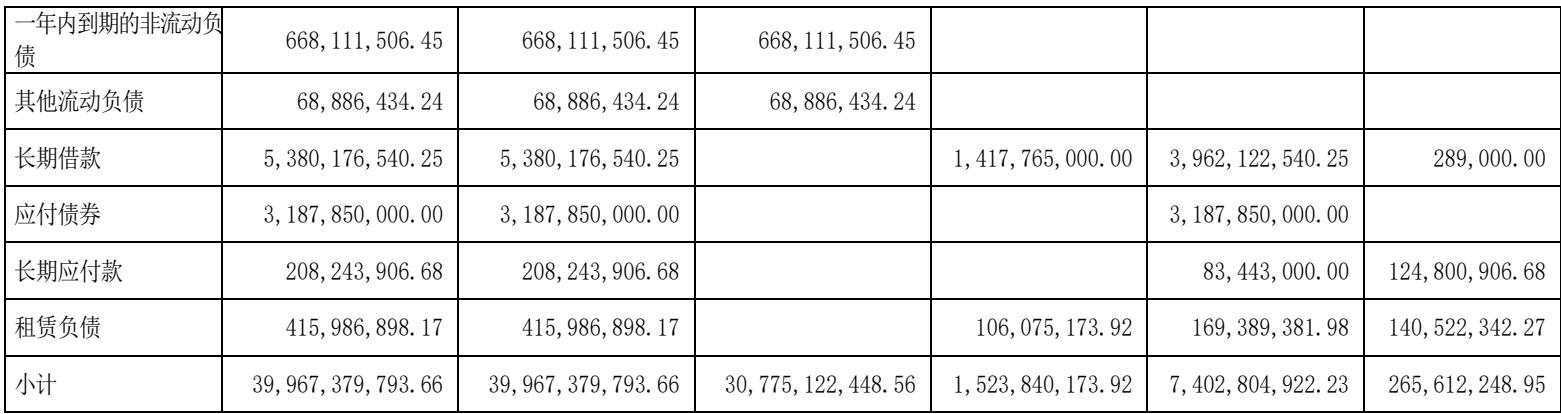 一年内到期的非流动负
债 668,111,506.45 668,111,506.45 668,111,506.45
其他流动负债 68,886,434.24 68,886,434.24 68,886,434.24
长期借款 5,380,176,540.25 5,380,176,540.25 1,417,765,000.00 3,962,122,540.25 289,000.00
应付债券 3,187,850,000.00 3,187,850,000.00 3,187,850,000.00
长期应付款 208,243,906.68 208,243,906.68 83,443,000.00 124,800,906.68
租赁负债 415,986,898.17 415,986,898.17 106,075,173.92 169,389,381.98 140,522,342.27
小计 39,967,379,793.66 39,967,379,793.66 30,775,122,448.56 1,523,840,173.92 7,402,804,922.23 265,612,248.95